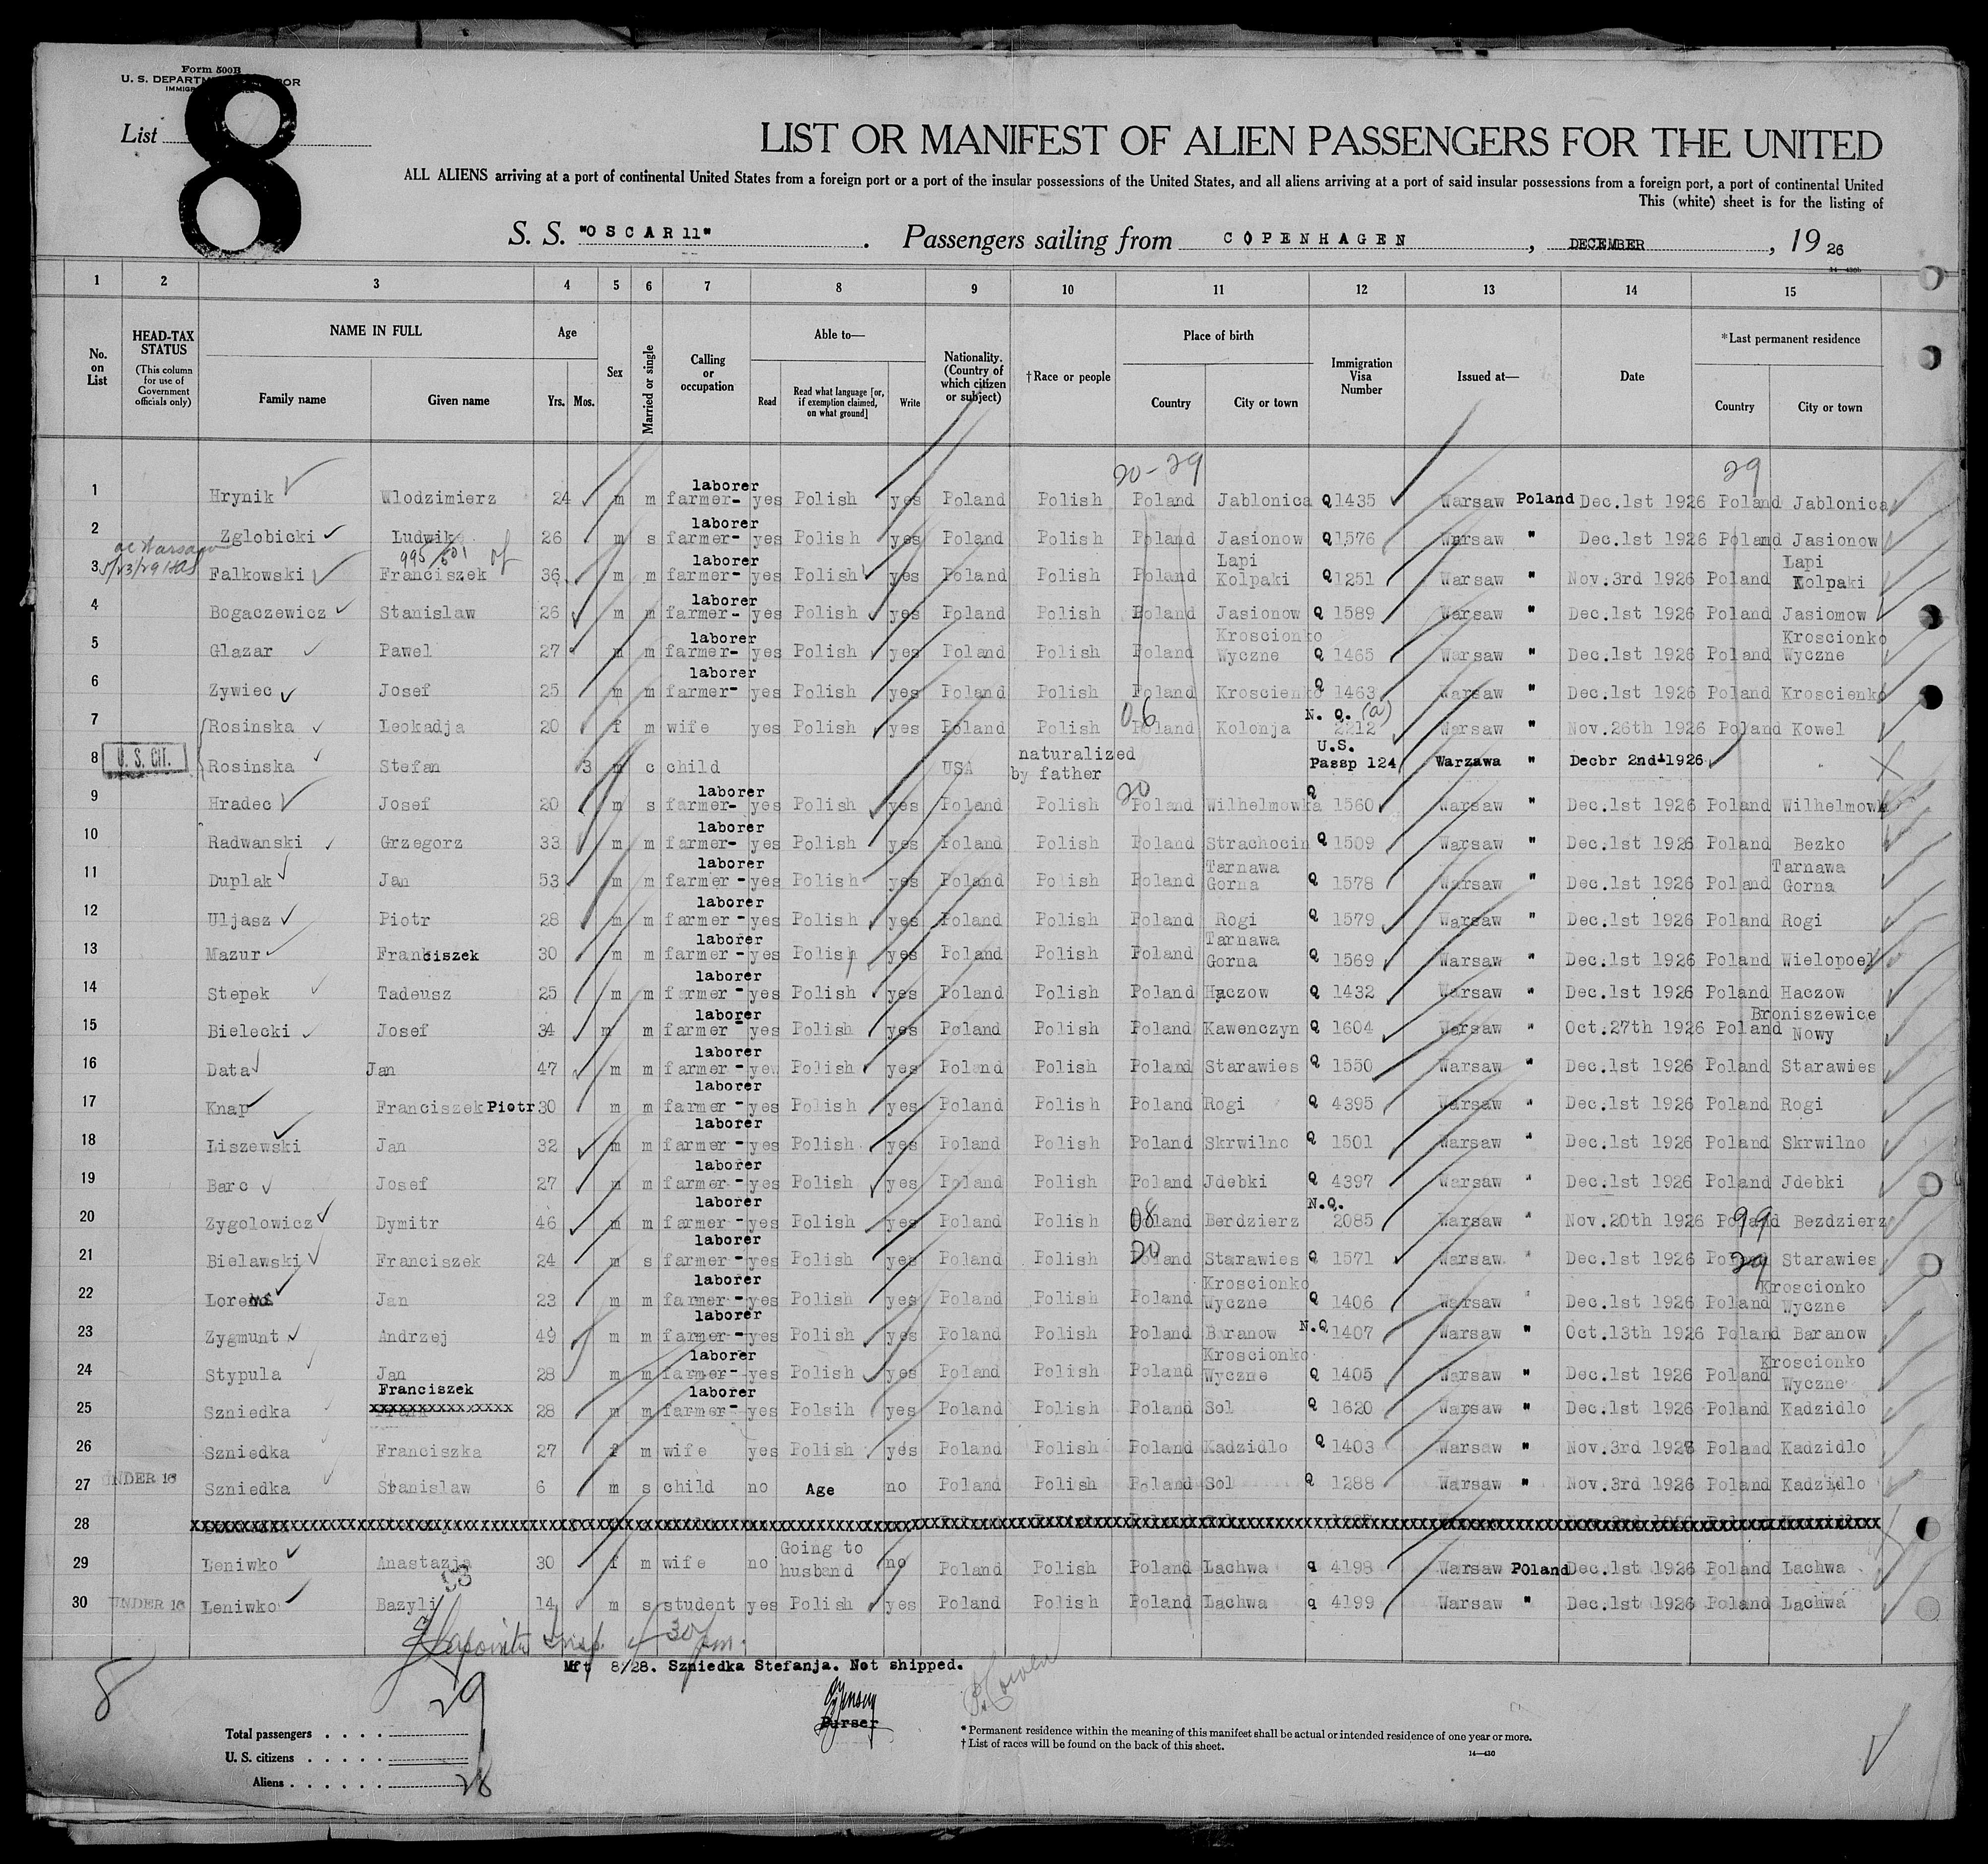 Form 500B
U. S. DEPARTM OR
IMMIGR
List 8
LIST OR MANIFEST OF ALIEN PASSENGERS FOR THE UNITED
ALL ALIENS arriving at a port of continental United States from a foreign port or a port of the insular possessions of the United States, and all aliens arriving at a port of said insular possessions from a foreign port, a port of continental United
This (white) sheet is for the listing of
S. S. "OSCAR 11". Passengers sailing from COPENHAGEN, DECEMBER, 1926
1 2 3 4 5 6 7 8 9 10 11 12 13 14 15
No. on List HEAD-TAX STATUS (This column for use of Government officials only) NAME IN FULL Family name Given name Age Yrs. Mos. Sex Married or single Calling or occupation Able to— Read Read what language [or, if exemption claimed, on what ground] Write Nationality. (Country of which citizen or subject) †Race or people Place of birth Country City or town Immigration Visa Number Issued at— Date *Last permanent residence Country City or town
20-29 29
1 Hrynik Wlodzimierz 24 m m farmer-laborer yes Polish yes Poland Polish Poland Jablonica Q 1435 Warsaw Poland Dec.1st 1926 Poland Jablonica
2 Zglobicki Ludwik 26 m s farmer-laborer yes Polish yes Poland Polish Poland Jasionow Q 1576 Warsaw " Dec.1st 1926 Poland Jasionow
3 Falkowski Franciszek 36 m m farmer-laborer yes Polish yes Poland Polish Poland Lapi Kolpaki Q 1251 Warsaw " Nov.3rd 1926 Poland Lapi Kolpaki
4 Bogaczewicz Stanislaw 26 m m farmer-laborer yes Polish yes Poland Polish Poland Jasionow Q 1589 Warsaw " Dec.1st 1926 Poland Jasiomow
5 Glazar Pawel 27 m m farmer-laborer yes Polish yes Poland Polish Poland Kroscionko Wyczne Q 1465 Warsaw " Dec.1st 1926 Poland Kroscionko Wyczne
6 Zywiec Josef 25 m m farmer-laborer yes Polish yes Poland Polish Poland Kroscienko Q 1463 Warsaw " Dec.1st 1926 Poland Kroscienko
7 Rosinska Leokadja 20 f m wife yes Polish yes Poland Polish 06 Poland Kolonja N. Q. (a) 2212 Warsaw " Nov.26th 1926 Poland Kowel
8 U. S. CIT. Rosinska Stefan 3 m c child USA naturalized by father U.S. Passp 124 Warzawa " Decbr 2nd 1926
9 Hradec Josef 20 m s farmer-laborer yes Polish yes Poland Polish 20 Poland Wilhelmowka Q 1560 Warsaw " Dec.1st 1926 Poland Wilhelmowk
10 Radwanski Grzegorz 33 m m farmer-laborer yes Polish yes Poland Polish Poland Strachocin Q 1509 Warsaw " Dec.1st 1926 Poland Bezko
11 Duplak Jan 53 m m farmer-laborer yes Polish yes Poland Polish Poland Tarnawa Gorna Q 1578 Warsaw " Dec.1st 1926 Poland Tarnawa Gorna
12 Uljasz Piotr 28 m m farmer-laborer yes Polish yes Poland Polish Poland Rogi Q 1579 Warsaw " Dec.1st 1926 Poland Rogi
13 Mazur Franciszek 30 m m farmer-laborer yes Polish yes Poland Polish Poland Tarnawa Gorna Q 1569 Warsaw " Dec.1st 1926 Poland Wielopoel
14 Stepek Tadeusz 25 m m farmer-laborer yes Polish yes Poland Polish Poland Haczow Q 1432 Warsaw " Dec.1st 1926 Poland Haczow
15 Bielecki Josef 34 m m farmer-laborer yes Polish yes Poland Polish Poland Kawenczyn Q 1604 Warsaw " Oct.27th 1926 Poland Broniszewice Nowy
16 Data Jan 47 m m farmer-laborer yew Polish yes Poland Polish Poland Starawies Q 1550 Warsaw " Dec.1st 1926 Poland Starawies
17 Knap Franciszek Piotr 30 m m farmer-laborer yes Polish yes Poland Polish Poland Rogi Q 4395 Warsaw " Dec.1st 1926 Poland Rogi
18 Liszewski Jan 32 m m farmer-laborer yes Polish yes Poland Polish Poland Skrwilno Q 1501 Warsaw " Dec.1st 1926 Poland Skrwilno
19 Barc Josef 27 m m farmer-laborer yes Polish yes Poland Polish Poland Jdebki Q 4397 Warsaw " Dec.1st 1926 Poland Jdebki
20 Zygolowicz Dymitr 46 m m farmer-laborer yes Polish yes Poland Polish 08 Poland Berdzierz N.Q. 2085 Warsaw " Nov.20th 1926 Poland 99 Bezdzierz
21 Bielawski Franciszek 24 m s farmer-laborer yes Polish yes Poland Polish 20 Poland Starawies Q 1571 Warsaw " Dec.1st 1926 Poland 29 Starawies
22 Jan 23 m m farmer-laborer yes Polish yes Poland Polish Poland Kroscionko Wyczne Q 1406 Warsaw " Dec.1st 1926 Poland Kroscionko Wyczne
23 Zygmunt Andrzej 49 m m farmer-laborer yes Polish yes Poland Polish Poland Baranow N.Q 1407 Warsaw " Oct.13th 1926 Poland Baranow
24 Stypula Jan 28 m m farmer-laborer yes Polish yes Poland Polish Poland Kroscionko Wyczne Q 1405 Warsaw " Dec.1st 1926 Poland Kroscionko Wyczne
25 Szniedka Franciszek 28 m m farmer-laborer yes Polsih yes Poland Polish Poland Sol Q 1620 Warsaw " Dec.1st 1926 Poland Kadzidlo
26 Szniedka Franciszka 27 f m wife yes Polish yes Poland Polish Poland Kadzidlo Q 1403 Warsaw " Nov.3rd 1926 Poland Kadzidlo
27 UNDER 16 Szniedka Stanislaw 6 m s child no Age no Poland Polish Poland Sol Q 1288 Warsaw " Nov.3rd 1926 Poland Kadzidlo
28
29 Leniwko Anastazja 30 f m wife no Going to husband no Poland Polish Poland Lachwa q 4198 Warsaw Poland Dec.1st 1926 Poland Lachwa
30 UNDER 16 Leniwko Bazyli 14 m s student yes Polish yes Poland Polish Poland Lachwa q 4199 Warsaw " Dec.1st 1926 Poland Lachwa
Mft 8/28. Szniedka Stefanja. Not shipped.
8
Purser
Total passengers . . . . 29
U. S. citizens . . . . . 1
Aliens . . . . . . 28
* Permanent residence within the meaning of this manifest shall be actual or intended residence of one year or more.
† List of races will be found on the back of this sheet.
14—430